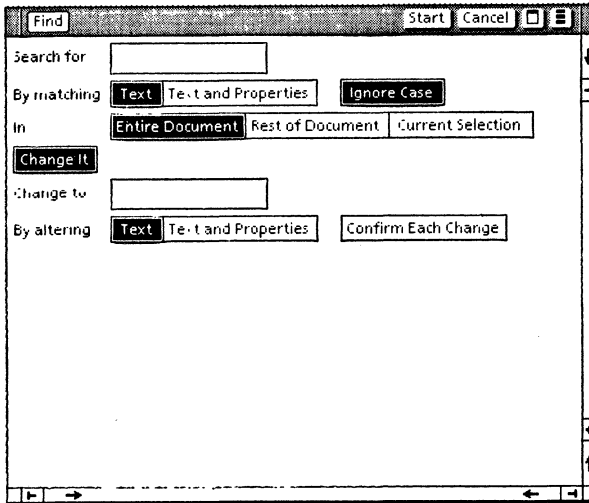 Find Start Cancel
Search for
By matching Text Text and Properties Ignore Case
In Entire Document Rest of Document Current Selection
Change It
Change to
By altering Text Text and Properties Confirm Each Change